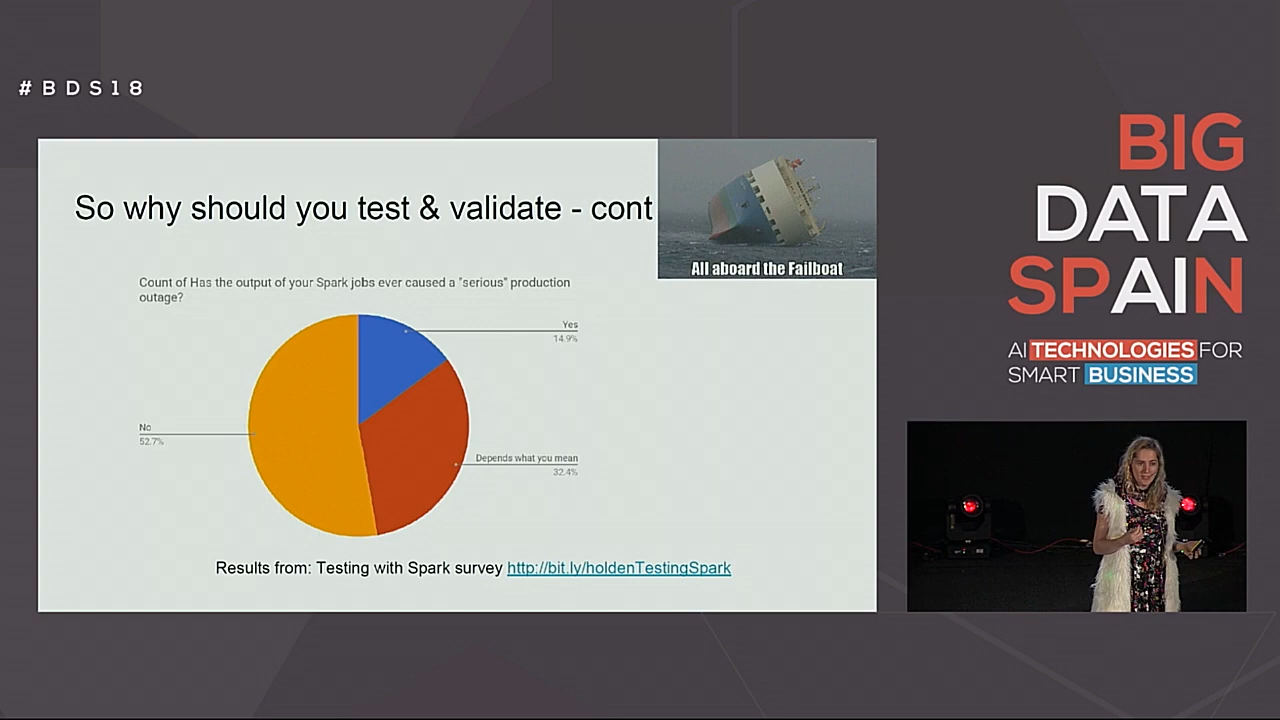 #BDS18
So why should you test & validate - cont
All aboard the Failboat
Count of Has the output of your Spark jobs ever caused a "serious" production
outage?
Yes
14.9%
No
52.7%
Depends what you mean
32.4%
Results from: Testing with Spark survey http://bit.ly/holdenTestingSpark
BIG
DATA
SPAIN
AI TECHNOLOGIES FOR
SMART BUSINESS